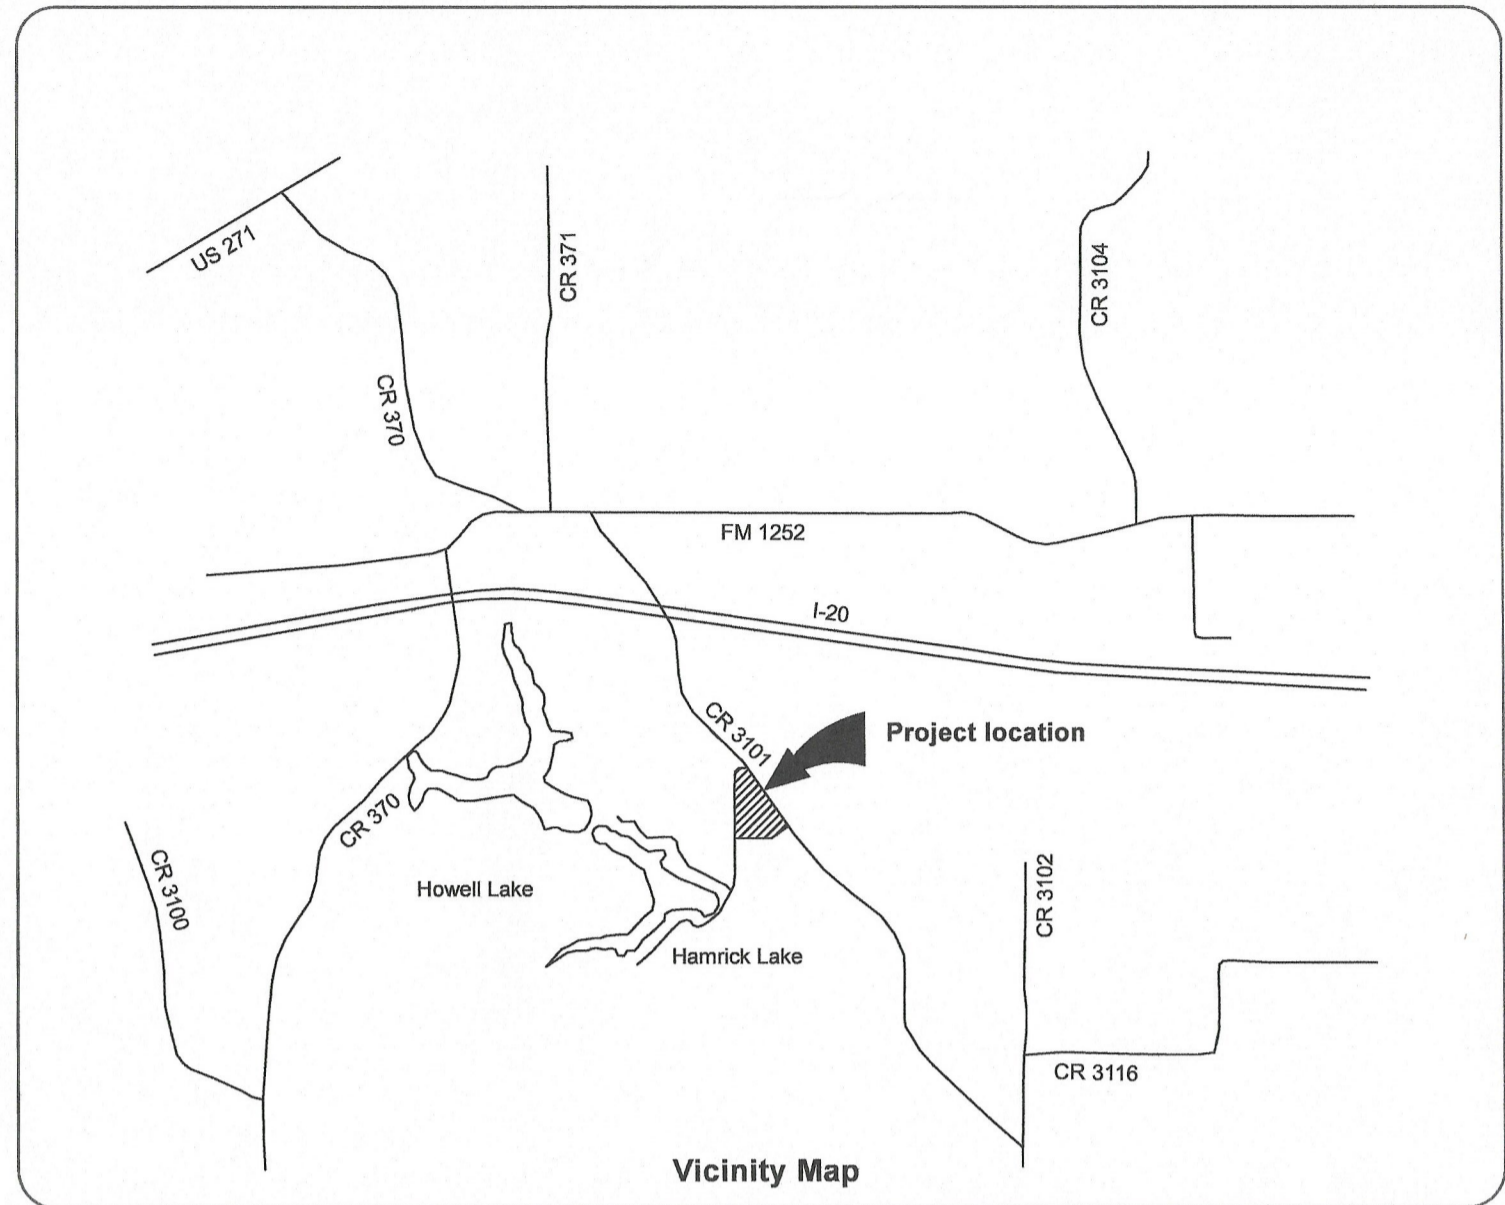 US 271
CR 371
CR 3104
CR 370
FM 1252
I-20
CR 3101
Project location
CR 370
CR 3100
Howell Lake
CR 3102
Hamrick Lake
CR 3116
Vicinity Map